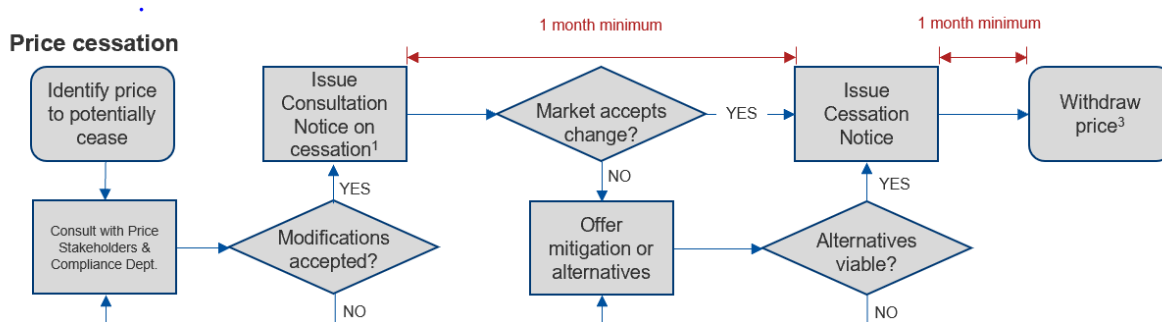 1 month minimum
1 month minimum
Price cessation
Identify price
to potentially
cease
Issue
Consultation
Notice on
cessation1
Market accepts
change?
YES
Issue
Cessation
Notice
Withdraw
price3
NO
YES
YES
Consult with Price
Stakeholders &
Compliance Dept.
Modifications
accepted?
Offer
mitigation or
alternatives
Alternatives
viable?
NO
NO